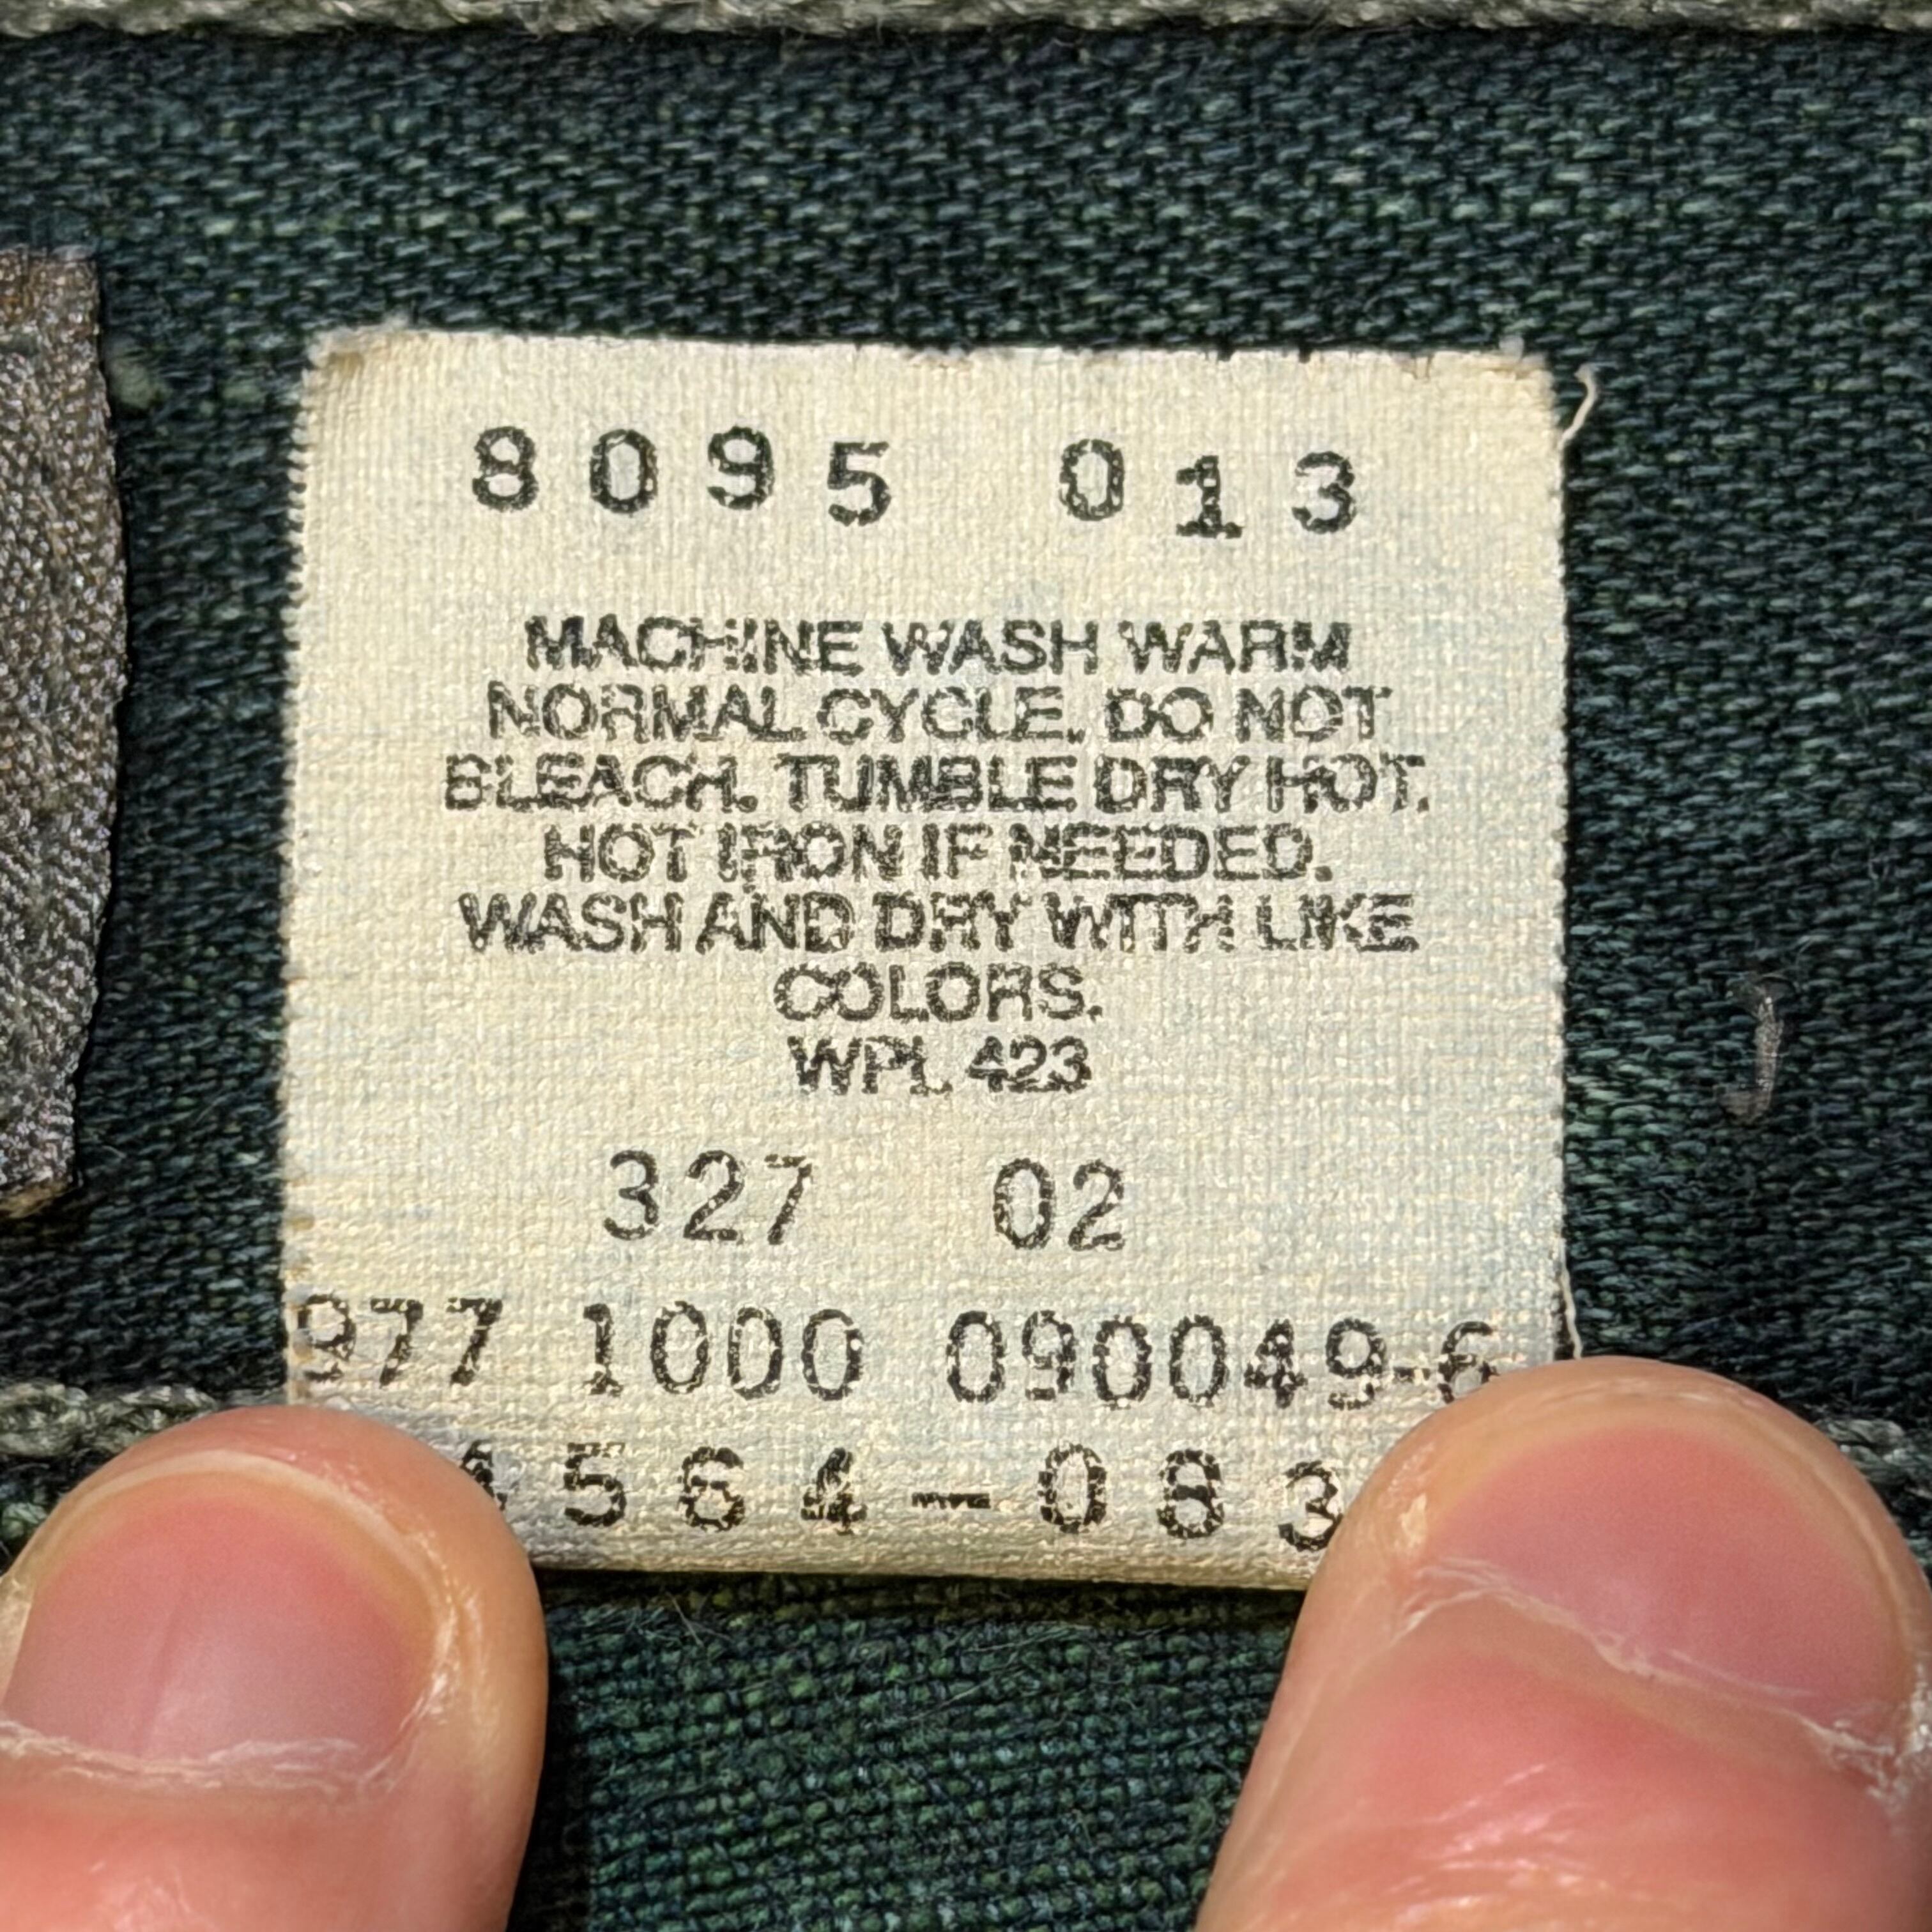 8095 013
MACHINE WASH WARM
NORMAL CYCLE. DO NOT
BLEACH. TUMBLE DRY HOT.
HOT IRON IF NEEDED.
WASH AND DRY WITH LIKE
COLORS.
WPL 423
327 02
977 1000 090049-6
4564-083